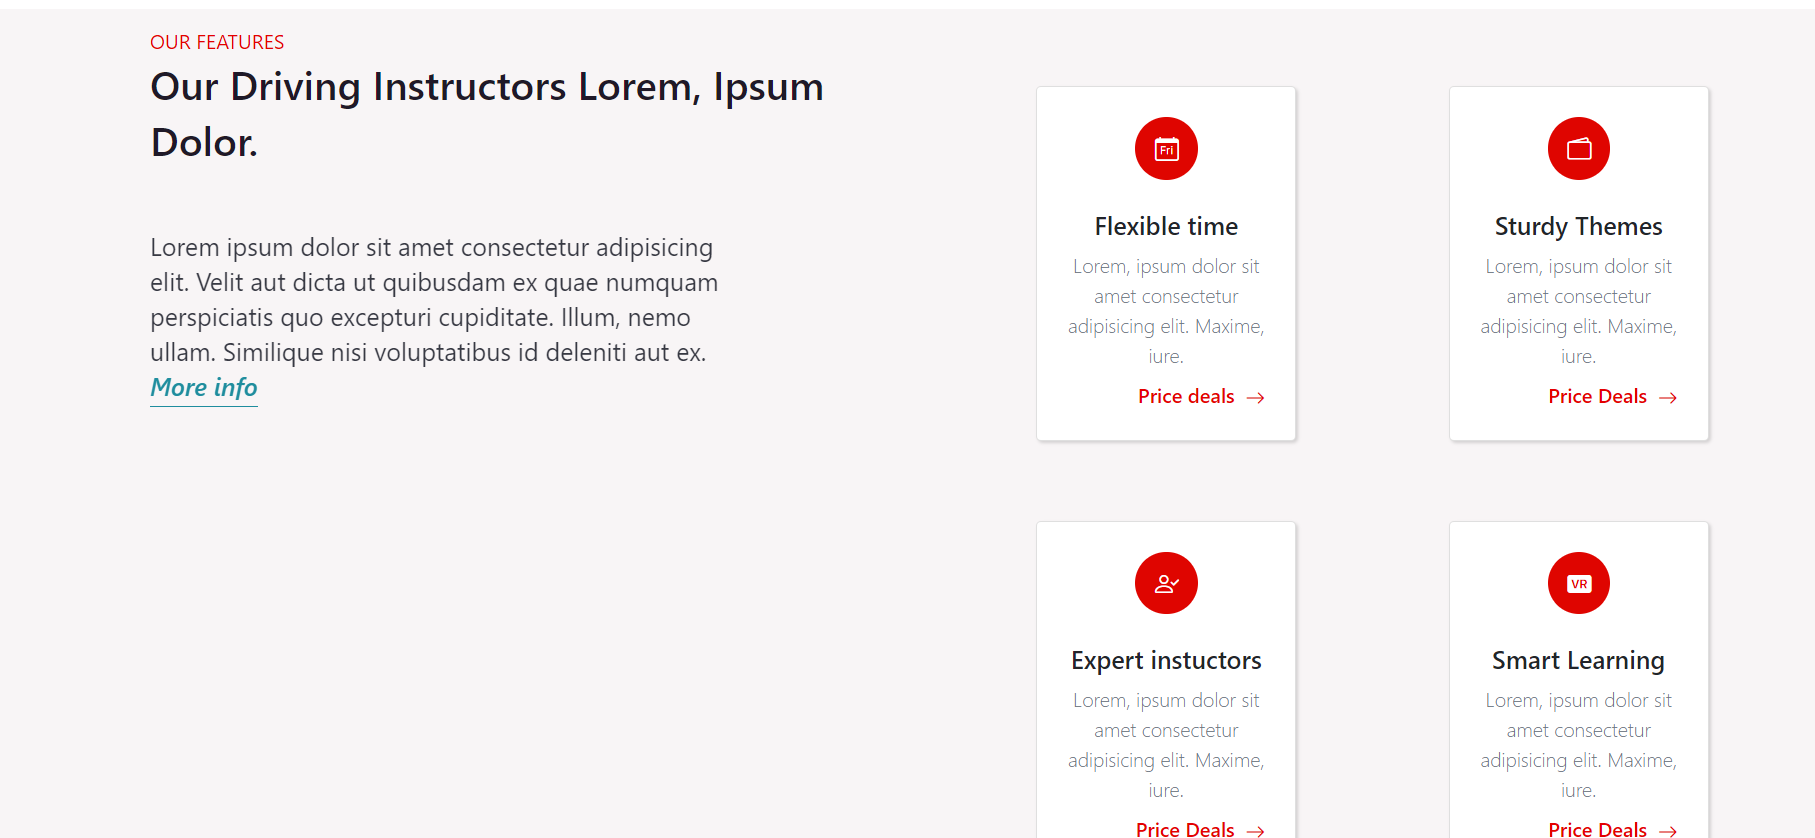 OUR FEATURES
Our Driving Instructors Lorem, Ipsum
Dolor.
Lorem ipsum dolor sit amet consectetur adipisicing
elit. Velit aut dicta ut quibusdam ex quae numquam
perspiciatis quo excepturi cupiditate. Illum, nemo
ullam. Similique nisi voluptatibus id deleniti aut ex.
More info
Fri
Flexible time
Lorem, ipsum dolor sit
amet consectetur
adipisicing elit. Maxime,
iure.
Price deals →
Sturdy Themes
Lorem, ipsum dolor sit
amet consectetur
adipisicing elit. Maxime,
iure.
Price Deals →
Expert instuctors
Lorem, ipsum dolor sit
amet consectetur
adipisicing elit. Maxime,
iure.
Price Deals →
VR
Smart Learning
Lorem, ipsum dolor sit
amet consectetur
adipisicing elit. Maxime,
iure.
Price Deals →